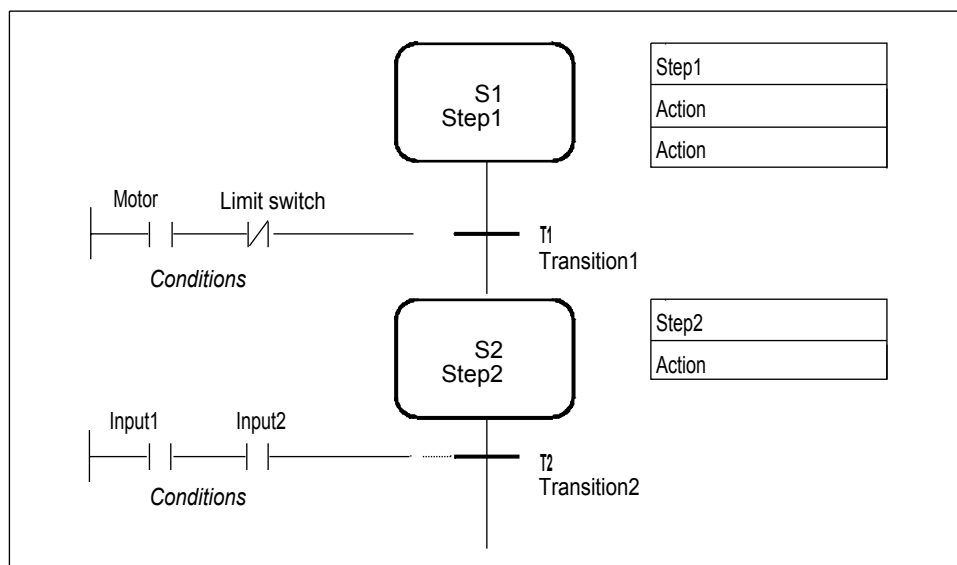 S1
Step1
Step1
Action
Action
Motor
Limit switch
Conditions
T1
Transition1
S2
Step2
Step2
Action
Input1
Input2
Conditions
T2
Transition2